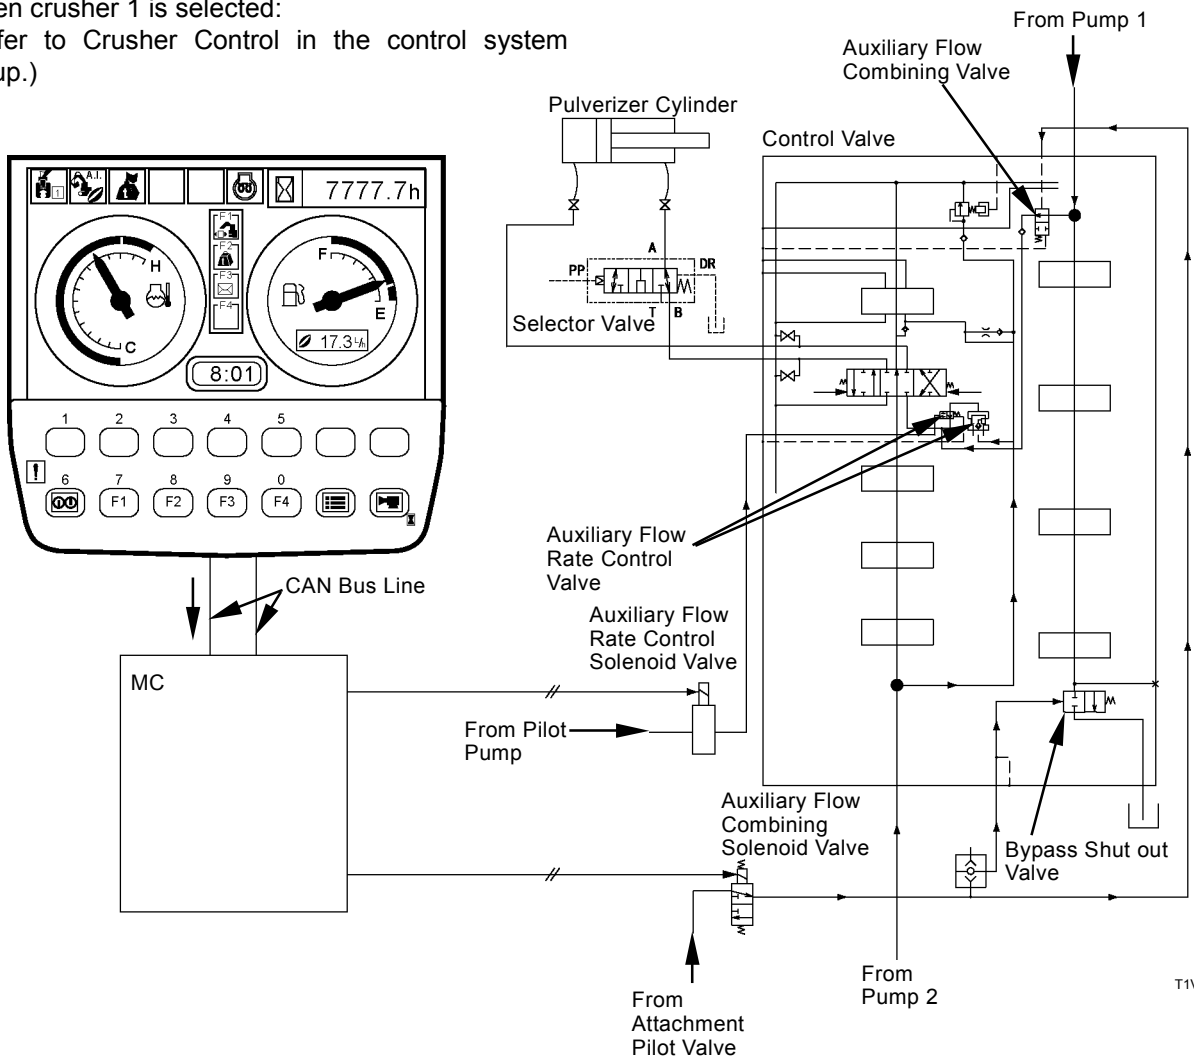 en crusher 1 is selected:
fer to Crusher Control in the control system
up.)
From Pump 1
Auxiliary Flow
Combining Valve
Pulverizer Cylinder
Control Valve
A.I.
1
7777.7h
F1
F2
F3
F4
H
C
F
E
17.3 L/h
8:01
A
PP
DR
T
B
Selector Valve
1 2 3 4 5
6 7 8 9 0
F1 F2 F3 F4
Auxiliary Flow
Rate Control
Valve
CAN Bus Line
Auxiliary Flow
Rate Control
Solenoid Valve
MC
From Pilot
Pump
Auxiliary Flow
Combining
Solenoid Valve
Bypass Shut out
Valve
From
Pump 2
From
Attachment
Pilot Valve
T1V